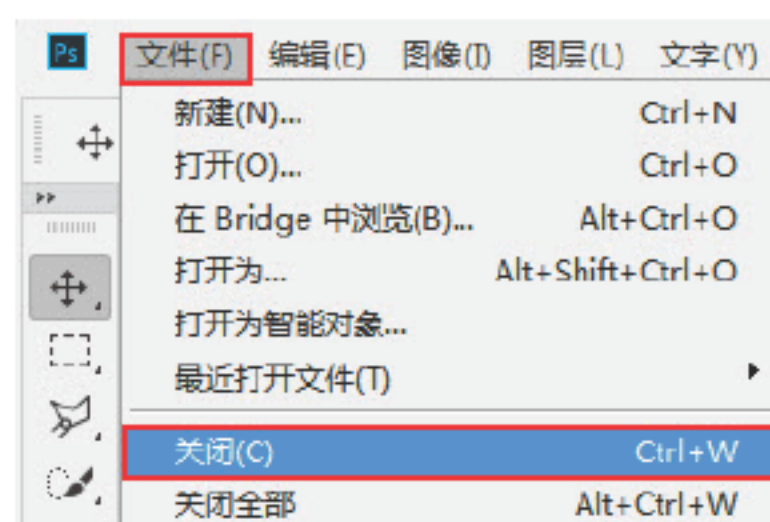 Ps 文件(F) 编辑(E) 图像(I) 图层(L) 文字(Y)
新建(N)... Ctrl+N
打开(O)... Ctrl+O
在 Bridge 中浏览(B)... Alt+Ctrl+O
打开为... Alt+Shift+Ctrl+O
打开为智能对象...
最近打开文件(T)
关闭(C) Ctrl+W
关闭全部 Alt+Ctrl+W